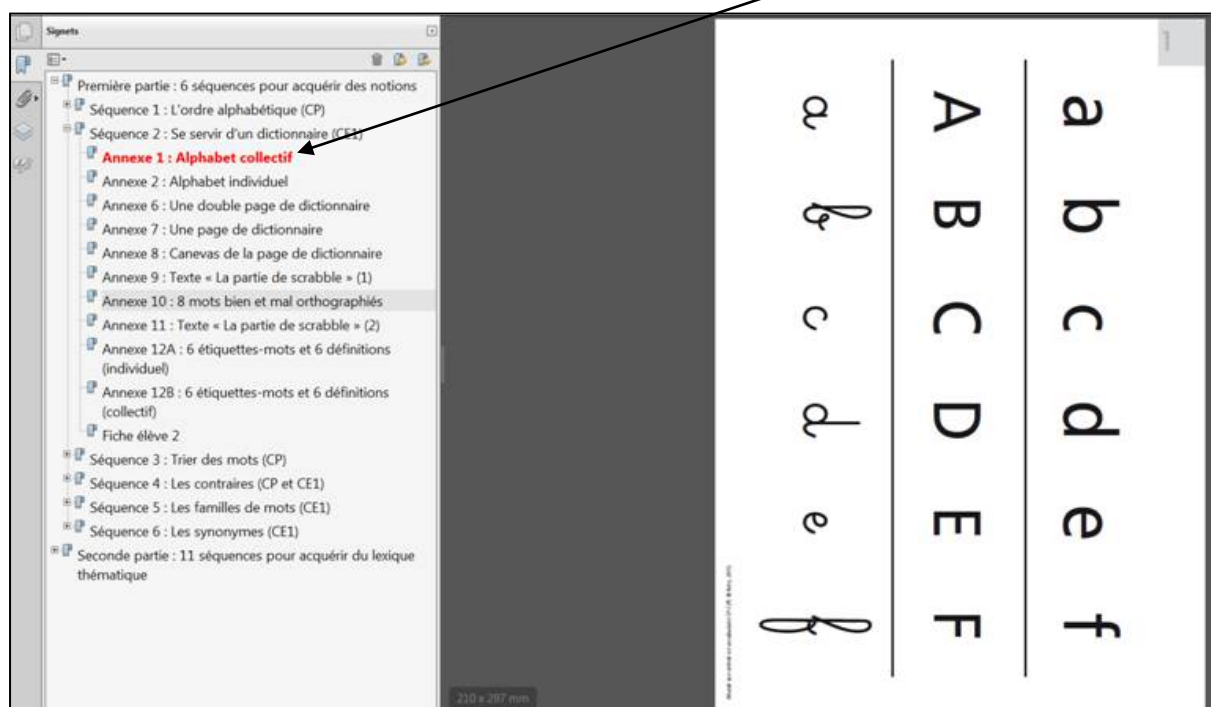 Signets
Première partie : 6 séquences pour acquérir des notions
Séquence 1 : L'ordre alphabétique (CP)
Séquence 2 : Se servir d'un dictionnaire (CE1)
Annexe 1 : Alphabet collectif
Annexe 2 : Alphabet individuel
Annexe 6 : Une double page de dictionnaire
Annexe 7 : Une page de dictionnaire
Annexe 8 : Canevas de la page de dictionnaire
Annexe 9 : Texte « La partie de scrabble » (1)
Annexe 10 : 8 mots bien et mal orthographiés
Annexe 11 : Texte « La partie de scrabble » (2)
Annexe 12A : 6 étiquettes-mots et 6 définitions
(individuel)
Annexe 12B : 6 étiquettes-mots et 6 définitions
(collectif)
Fiche élève 2
Séquence 3 : Trier des mots (CP)
Séquence 4 : Les contraires (CP et CE1)
Séquence 5 : Les familles de mots (CE1)
Séquence 6 : Les synonymes (CE1)
Seconde partie : 11 séquences pour acquérir du lexique
thématique
a b c d e f
A B C D E F
a b c d e f
210 x 297 mm